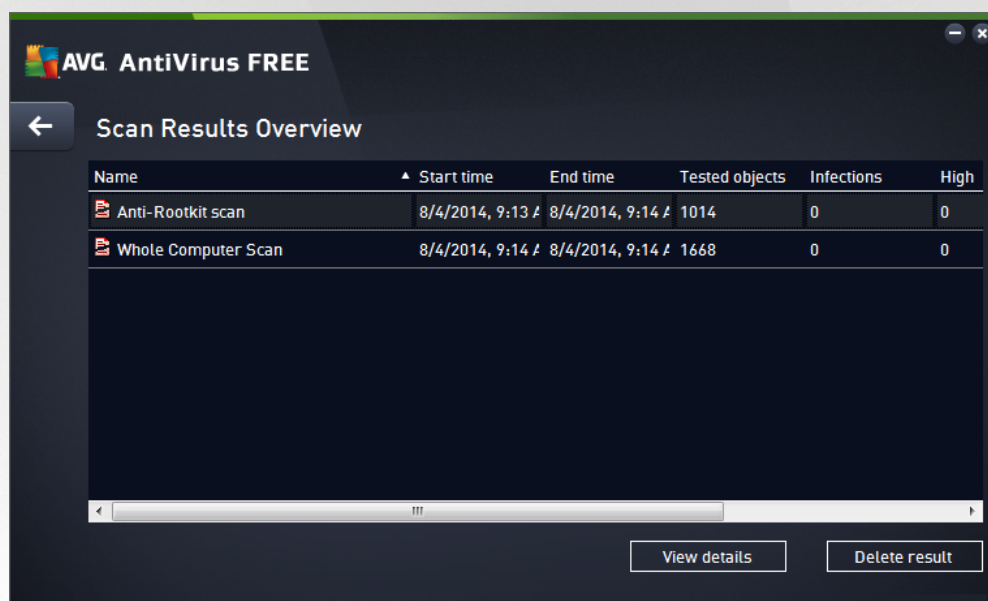 AVG. AntiVirus FREE
Scan Results Overview
Name Start time End time Tested objects Infections High
Anti-Rootkit scan 8/4/2014, 9:13 8/4/2014, 9:14 1014 0 0
Whole Computer Scan 8/4/2014, 9:14 8/4/2014, 9:14 1668 0 0
View details Delete result